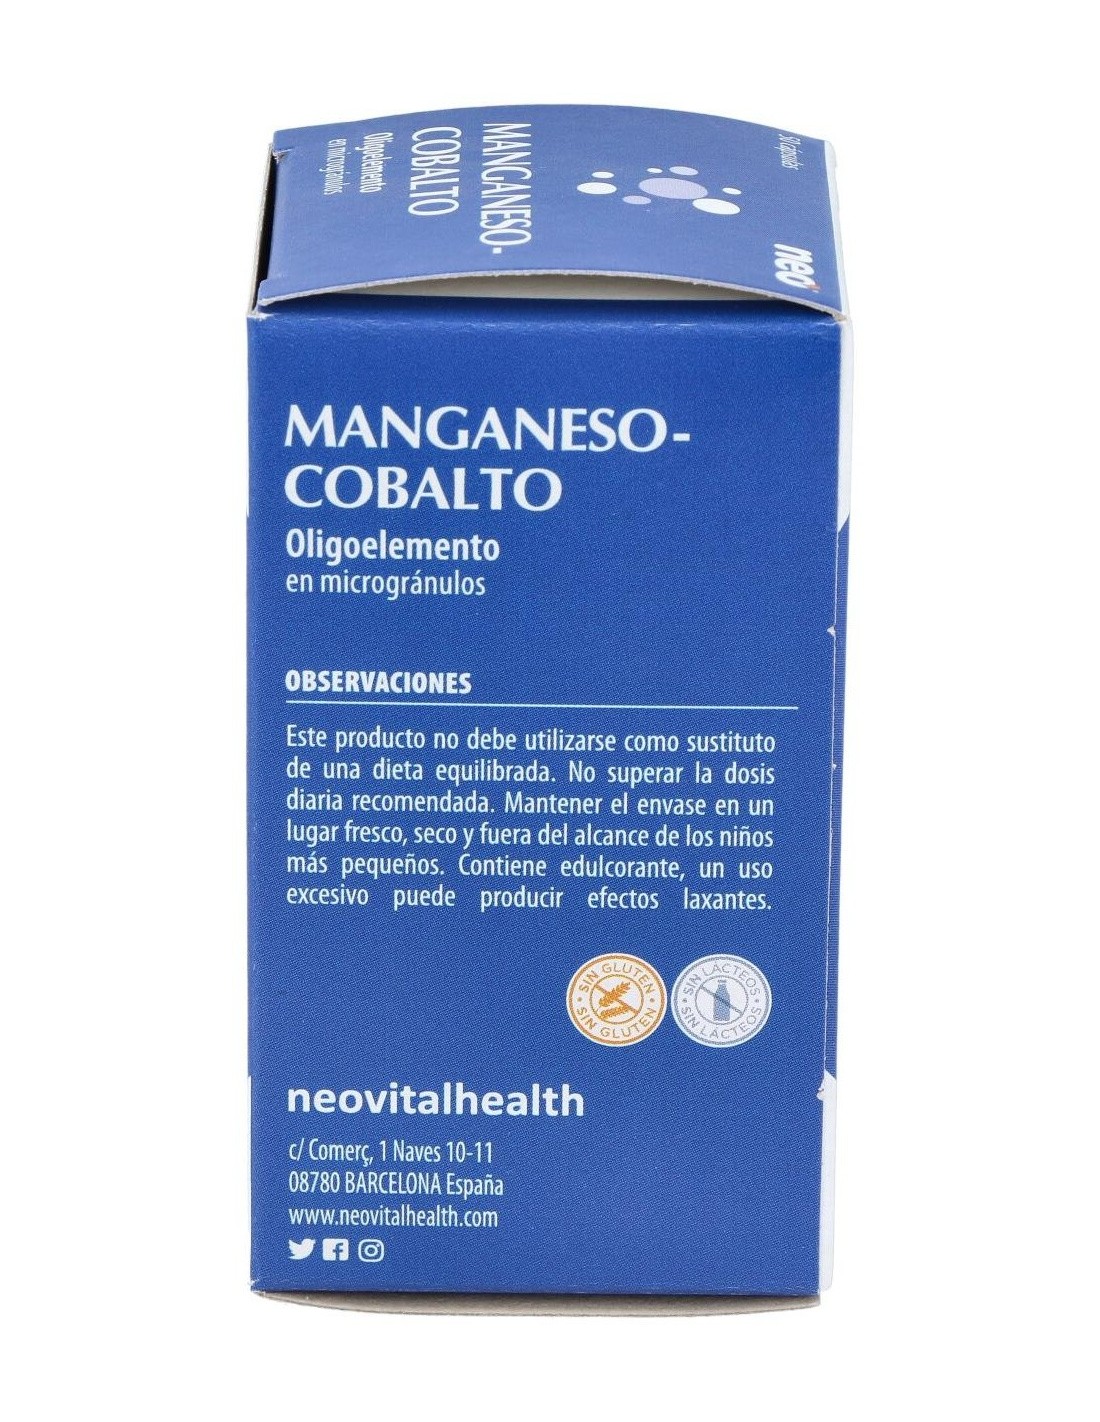 50 cápsulas
neo
MANGANESO-
COBALTO
Oligoelemento
en microgránulos
MANGANESO-
COBALTO
Oligoelemento
en microgránulos
OBSERVACIONES
Este producto no debe utilizarse como sustituto
de una dieta equilibrada. No superar la dosis
diaria recomendada. Mantener el envase en un
lugar fresco, seco y fuera del alcance de los niños
más pequeños. Contiene edulcorante, un uso
excesivo puede producir efectos laxantes.
SIN GLUTEN • SIN GLUTEN •
SIN LÁCTEOS • SIN LÁCTEOS •
neovitalhealth
c/ Comerç, 1 Naves 10-11
08780 BARCELONA España
www.neovitalhealth.com